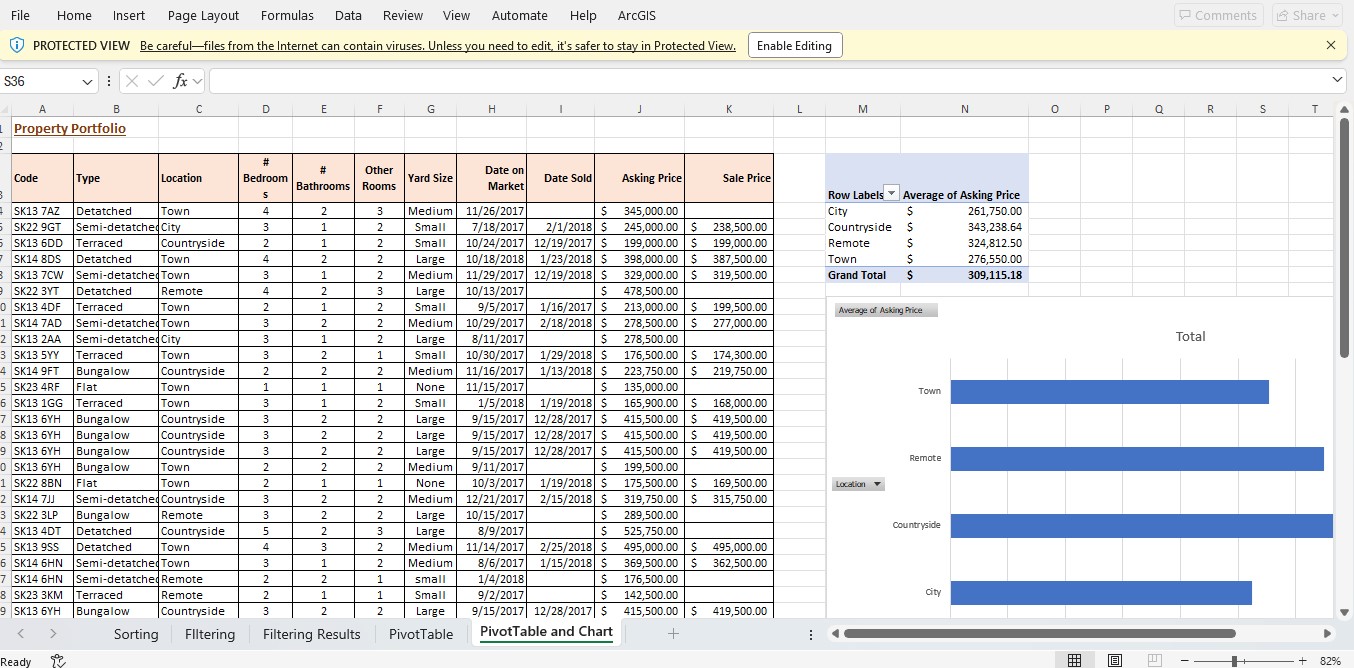 File Home Insert Page Layout Formulas Data Review View Automate Help ArcGIS Comments Share
PROTECTED VIEW Be careful—files from the Internet can contain viruses. Unless you need to edit, it's safer to stay in Protected View. Enable Editing
S36 fx
A B C D E F G H I J K L M N O P Q R S T
1 Property Portfolio
2
3 Code Type Location # Bedrooms # Bathrooms Other Rooms Yard Size Date on Market Date Sold Asking Price Sale Price Row Labels Average of Asking Price
SK13 7AZ Detatched Town 4 2 3 Medium 11/26/2017 $ 345,000.00 City $ 261,750.00
SK22 9GT Semi-detatched City 3 1 2 Small 7/18/2017 2/1/2018 $ 245,000.00 $ 238,500.00 Countryside $ 343,238.64
SK13 6DD Terraced Countryside 2 1 2 Small 10/24/2017 12/19/2017 $ 199,000.00 $ 199,000.00 Remote $ 324,812.50
SK14 8DS Detatched Town 4 2 2 Large 10/18/2018 1/23/2018 $ 398,000.00 $ 387,500.00 Town $ 276,550.00
SK13 7CW Semi-detatched Town 3 1 2 Medium 11/29/2017 12/19/2018 $ 329,000.00 $ 319,500.00 Grand Total $ 309,115.18
SK22 3YT Detatched Remote 4 2 3 Large 10/13/2017 $ 478,500.00
SK13 4DF Terraced Town 2 1 2 Small 9/5/2017 1/16/2017 $ 213,000.00 $ 199,500.00 Average of Asking Price
SK14 7AD Semi-detatched Town 3 2 2 Medium 10/29/2017 2/18/2018 $ 278,500.00 $ 277,000.00
SK13 2AA Semi-detatched City 3 1 2 Large 8/11/2017 $ 278,500.00 Total
SK13 5YY Terraced Town 3 2 1 Small 10/30/2017 1/29/2018 $ 176,500.00 $ 174,300.00
SK14 9FT Bungalow Countryside 2 2 2 Medium 11/16/2017 1/13/2018 $ 223,750.00 $ 219,750.00
SK23 4RF Flat Town 1 1 1 None 11/15/2017 $ 135,000.00 Town
SK13 1GG Terraced Town 3 1 2 Small 1/5/2018 1/19/2018 $ 165,900.00 $ 168,000.00
SK13 6YH Bungalow Countryside 3 2 2 Large 9/15/2017 12/28/2017 $ 415,500.00 $ 419,500.00
SK13 6YH Bungalow Countryside 3 2 2 Large 9/15/2017 12/28/2017 $ 415,500.00 $ 419,500.00
SK13 6YH Bungalow Countryside 3 2 2 Large 9/15/2017 12/28/2017 $ 415,500.00 $ 419,500.00 Remote
SK13 6YH Bungalow Town 2 2 2 Medium 9/11/2017 $ 199,500.00
SK22 8BN Flat Town 2 1 1 None 10/3/2017 1/19/2018 $ 175,500.00 $ 169,500.00 Location
SK14 7JJ Semi-detatched Countryside 3 2 2 Medium 12/21/2017 2/15/2018 $ 319,750.00 $ 315,750.00
SK22 3LP Bungalow Remote 3 2 2 Large 10/15/2017 $ 289,500.00
SK13 4DT Detatched Countryside 5 2 3 Large 8/9/2017 $ 525,750.00 Countryside
SK13 9SS Detatched Town 4 3 2 Medium 11/14/2017 2/25/2018 $ 495,000.00 $ 495,000.00
SK14 6HN Semi-detatched Town 3 1 2 Medium 8/6/2017 1/15/2018 $ 369,500.00 $ 362,500.00
SK14 6HN Semi-detatched Remote 2 2 1 small 1/4/2018 $ 176,500.00
SK23 3KM Terraced Remote 2 1 1 Small 9/2/2017 $ 142,500.00 City
SK13 6YH Bungalow Countryside 3 2 2 Large 9/15/2017 12/28/2017 $ 415,500.00 $ 419,500.00
Sorting FIltering Filtering Results PivotTable PivotTable and Chart
Ready 82%